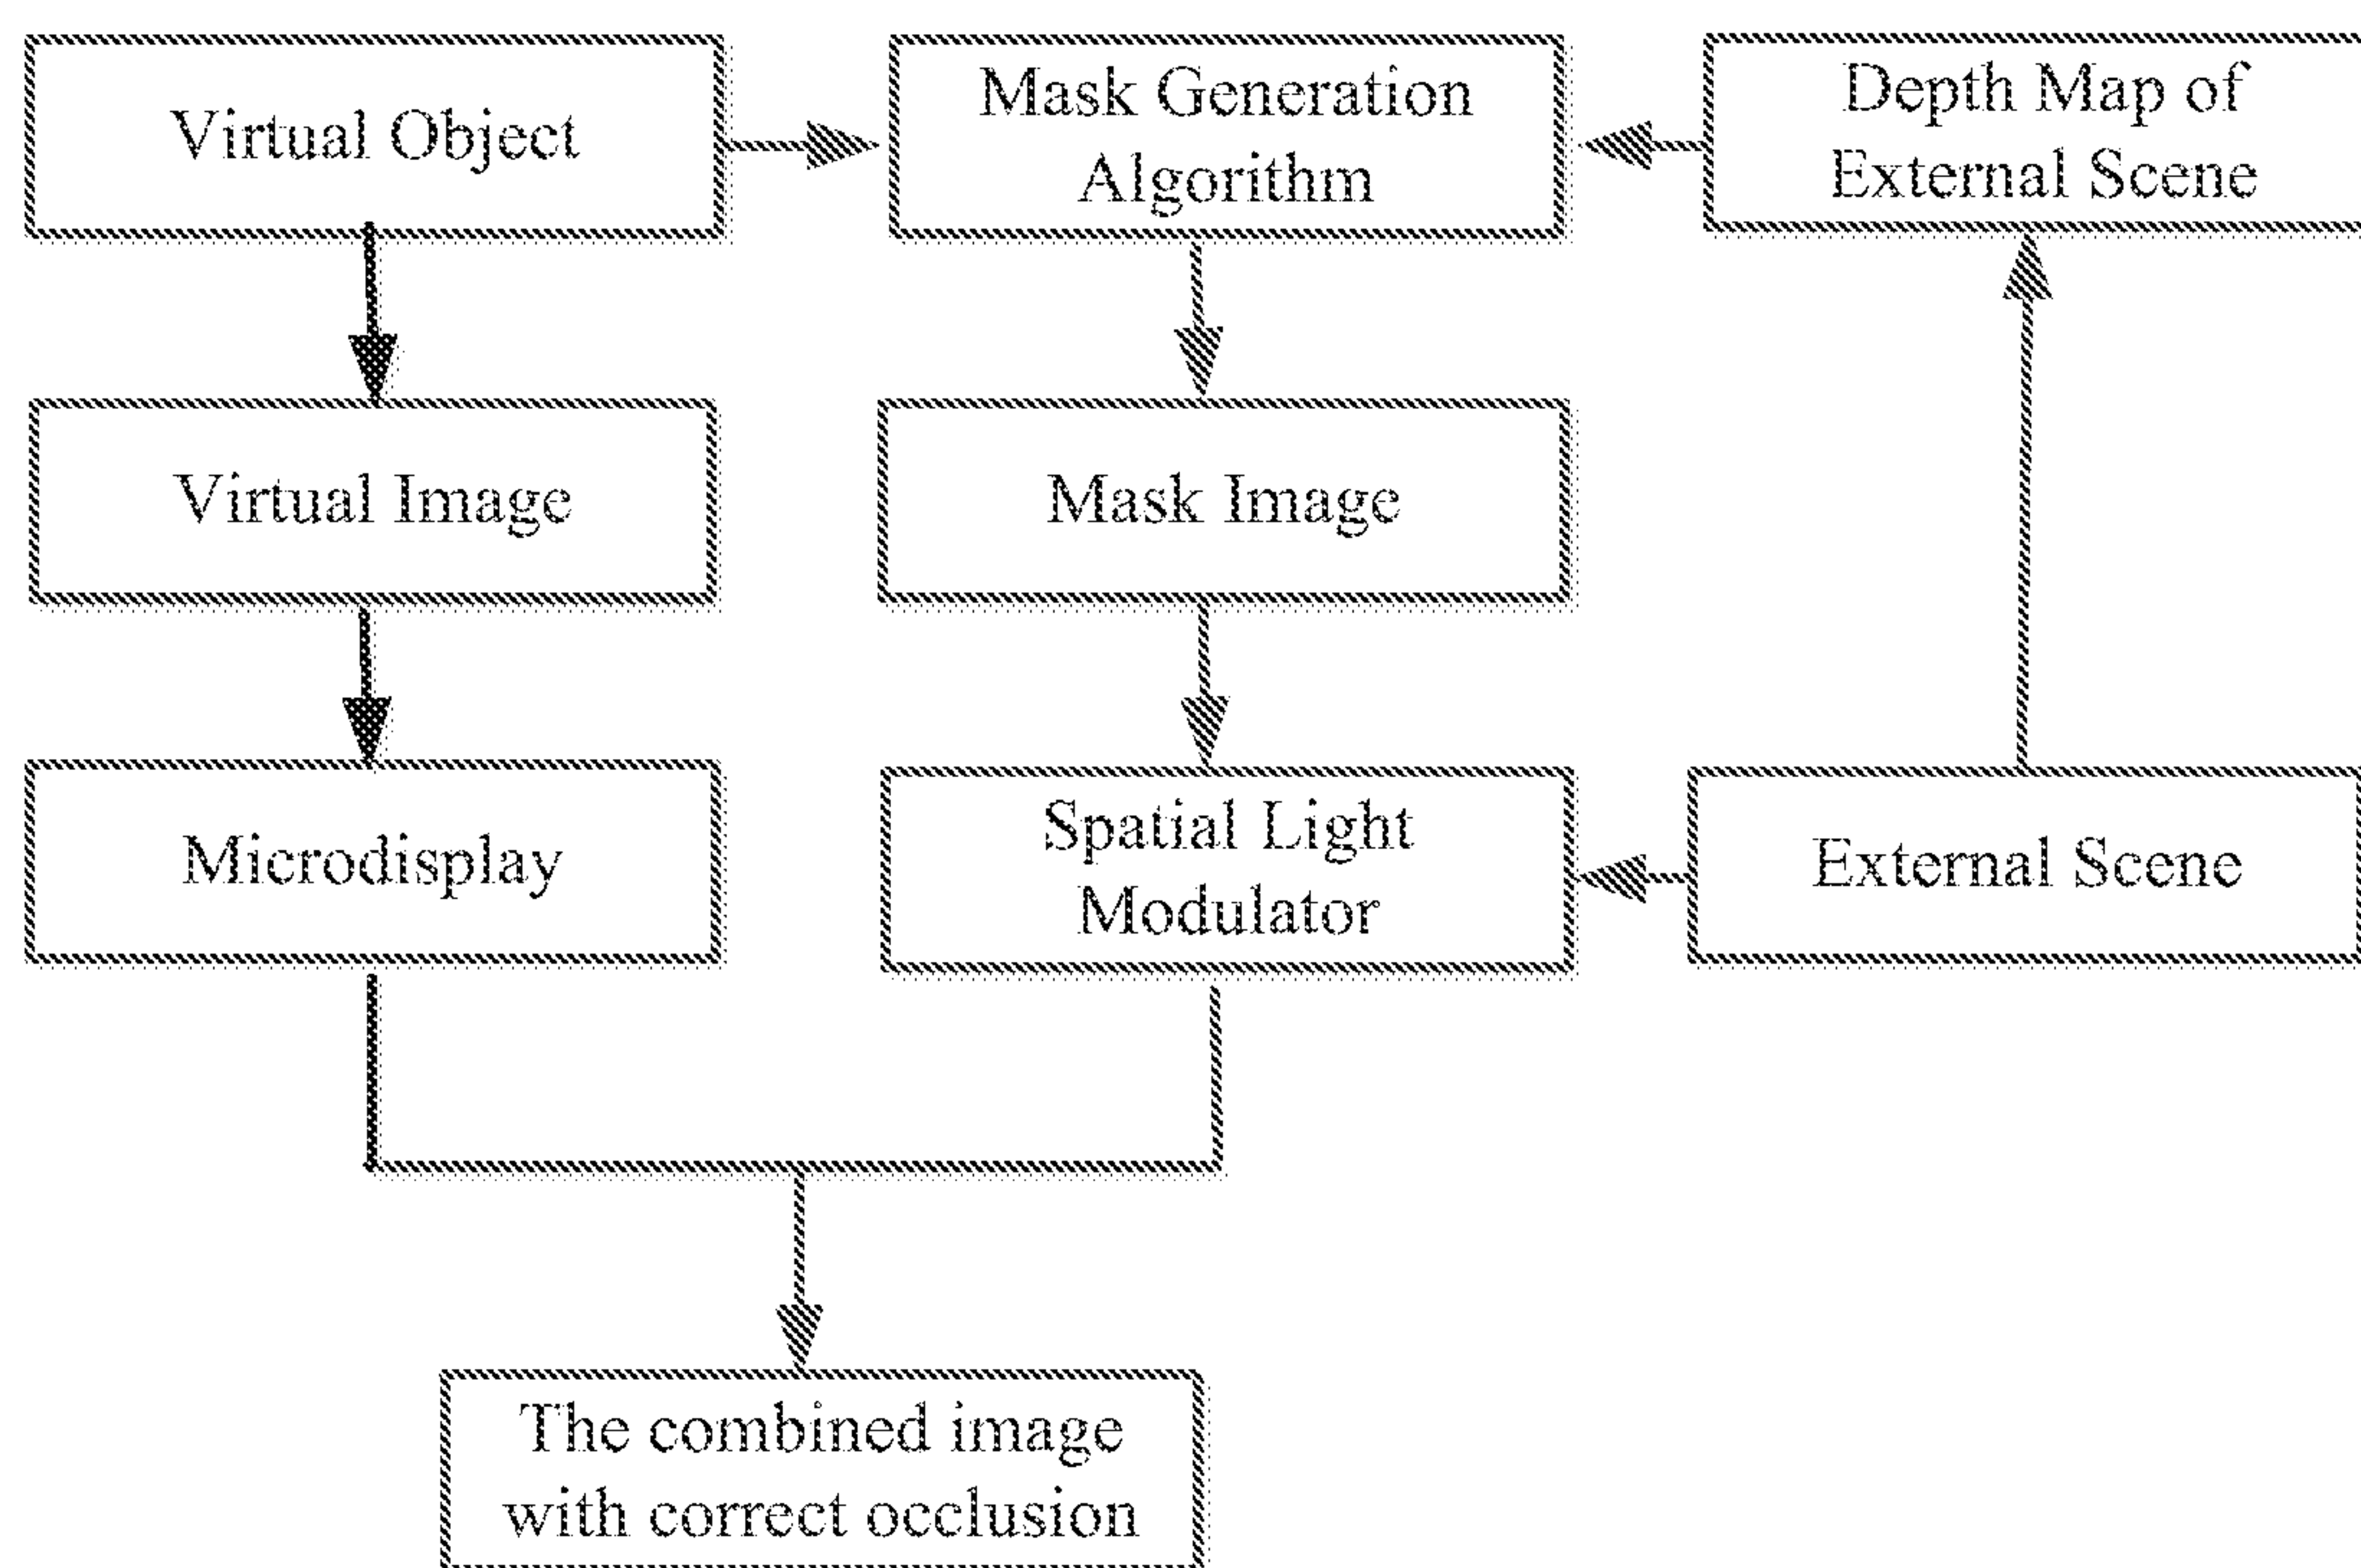 Virtual Object
Mask Generation
Algorithm
Depth Map of
External Scene
Virtual Image
Mask Image
Microdisplay
Spatial Light
Modulator
External Scene
The combined image
with correct occlusion